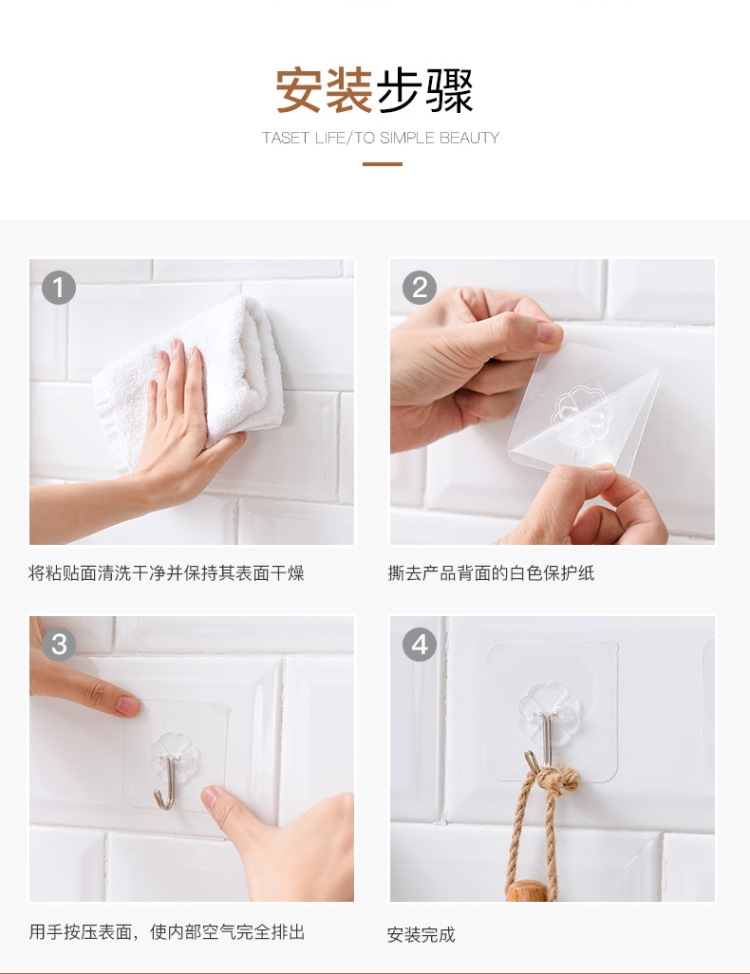 安装步骤
TASET LIFE/TO SIMPLE BEAUTY
1
2
将粘贴面清洗干净并保持其表面干燥
撕去产品背面的白色保护纸
3
4
用手按压表面，使内部空气完全排出
安装完成